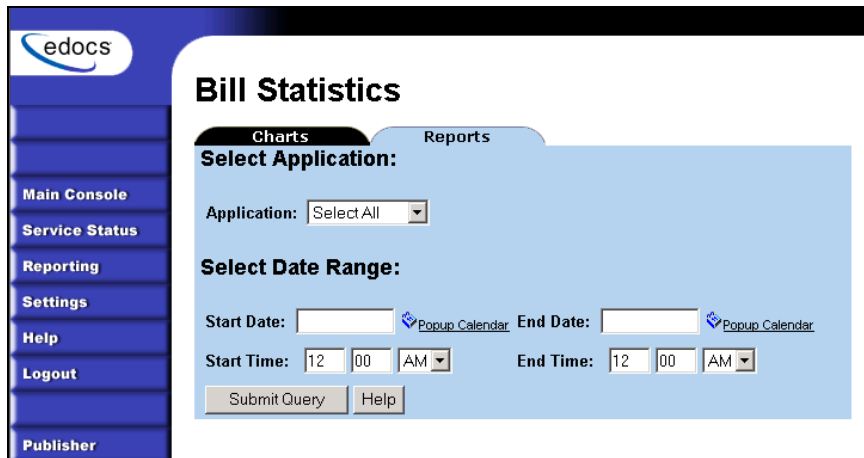 edocs
Bill Statistics
Charts Reports
Select Application:
Main Console
Application: Select All
Service Status
Reporting
Select Date Range:
Settings
Start Date: Popup Calendar End Date: Popup Calendar
Help
Start Time: 12 00 AM End Time: 12 00 AM
Logout
Submit Query Help
Publisher